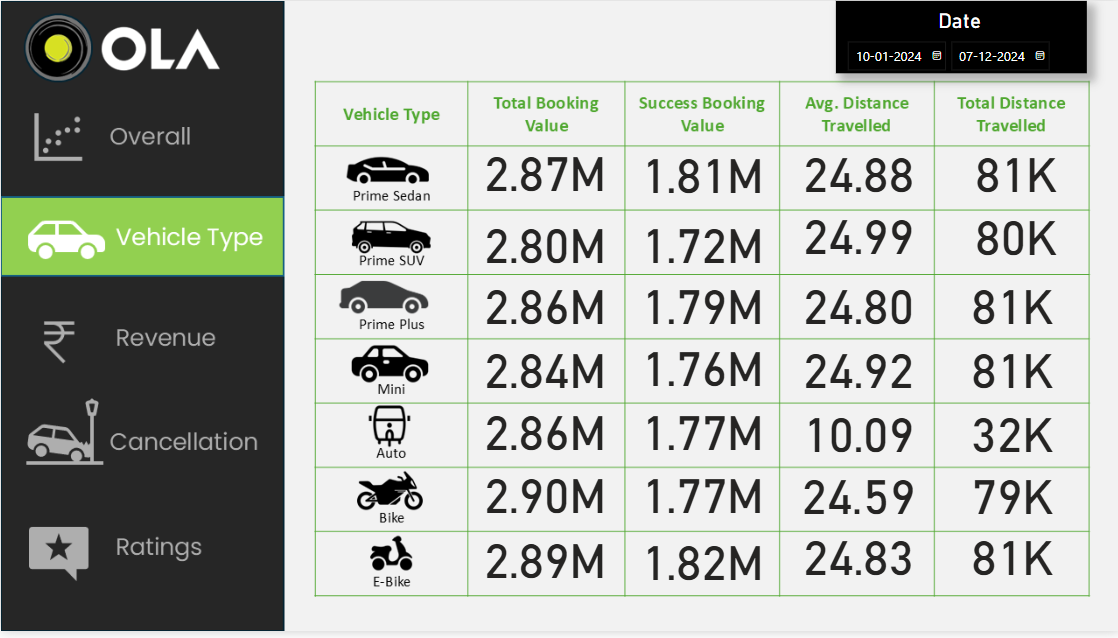 OLA
Overall
Vehicle Type
Revenue
Cancellation
Ratings
Date
10-01-2024 07-12-2024
Vehicle Type Total Booking Value Success Booking Value Avg. Distance Travelled Total Distance Travelled
Prime Sedan 2.87M 1.81M 24.88 81K
Prime SUV 2.80M 1.72M 24.99 80K
Prime Plus 2.86M 1.79M 24.80 81K
Mini 2.84M 1.76M 24.92 81K
Auto 2.86M 1.77M 10.09 32K
Bike 2.90M 1.77M 24.59 79K
E-Bike 2.89M 1.82M 24.83 81K